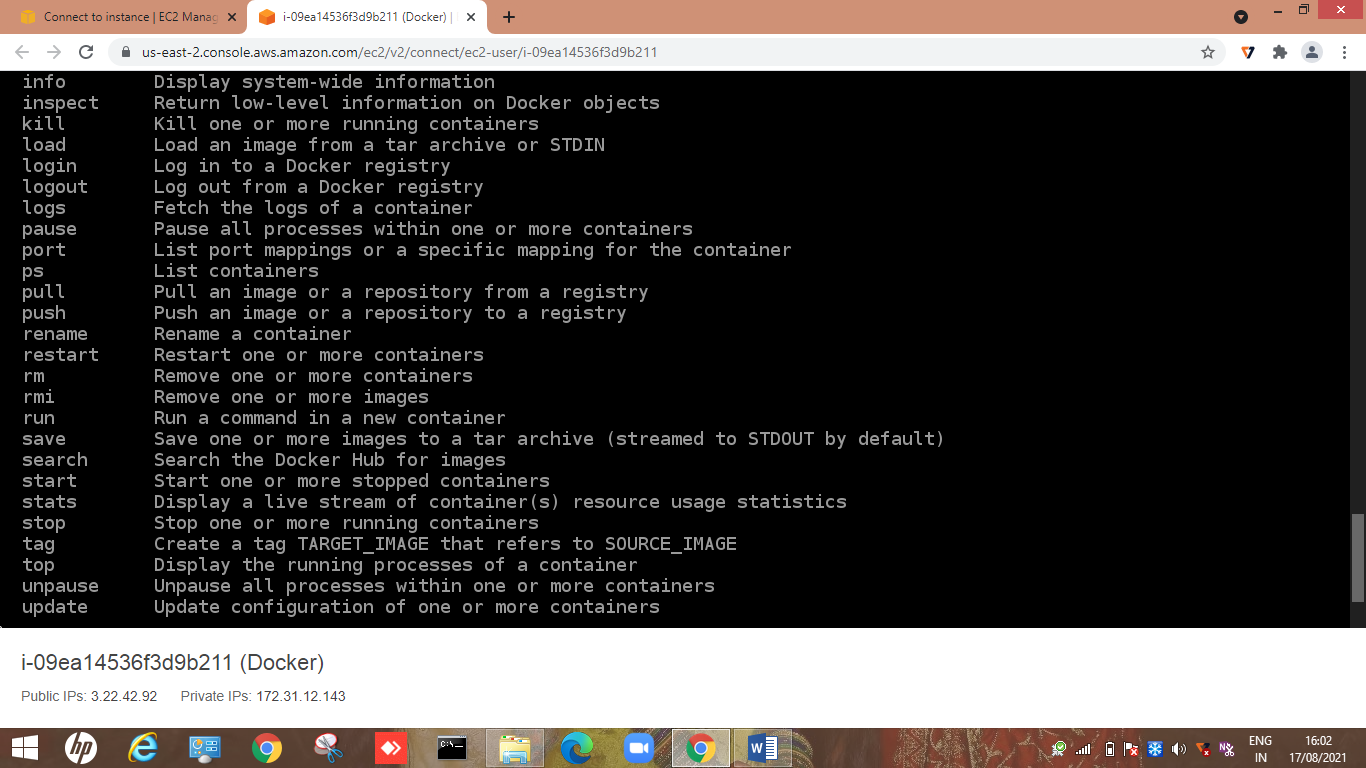 Connect to instance | EC2 Manag
i-09ea14536f3d9b211 (Docker) |
us-east-2.console.aws.amazon.com/ec2/v2/connect/ec2-user/i-09ea14536f3d9b211
info Display system-wide information
inspect Return low-level information on Docker objects
kill Kill one or more running containers
load Load an image from a tar archive or STDIN
login Log in to a Docker registry
logout Log out from a Docker registry
logs Fetch the logs of a container
pause Pause all processes within one or more containers
port List port mappings or a specific mapping for the container
ps List containers
pull Pull an image or a repository from a registry
push Push an image or a repository to a registry
rename Rename a container
restart Restart one or more containers
rm Remove one or more containers
rmi Remove one or more images
run Run a command in a new container
save Save one or more images to a tar archive (streamed to STDOUT by default)
search Search the Docker Hub for images
start Start one or more stopped containers
stats Display a live stream of container(s) resource usage statistics
stop Stop one or more running containers
tag Create a tag TARGET_IMAGE that refers to SOURCE_IMAGE
top Display the running processes of a container
unpause Unpause all processes within one or more containers
update Update configuration of one or more containers
i-09ea14536f3d9b211 (Docker)
Public IPs: 3.22.42.92 Private IPs: 172.31.12.143
ENG 16:02
IN 17/08/2021